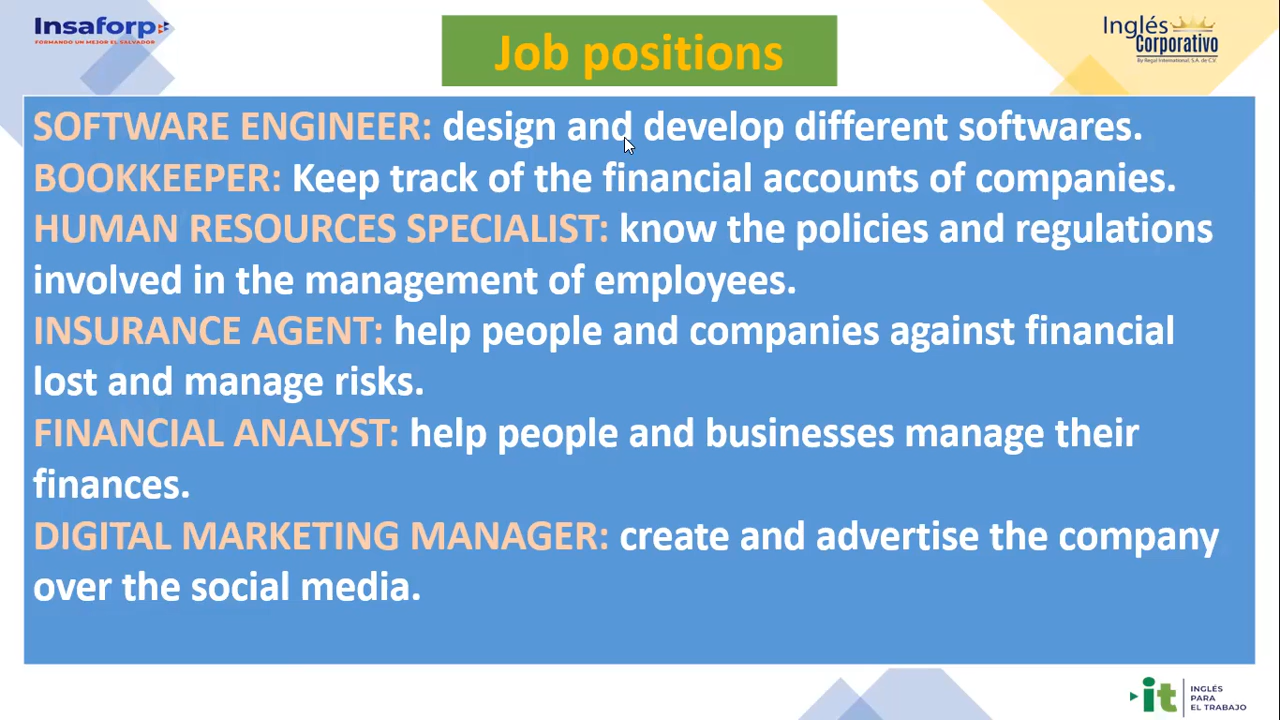 Insaforp
FORMANDO UN MEJOR EL SALVADOR
Job positions
Inglés
Corporativo
By Regal International, S.A. de C.V.
SOFTWARE ENGINEER: design and develop different softwares.
BOOKKEEPER: Keep track of the financial accounts of companies.
HUMAN RESOURCES SPECIALIST: know the policies and regulations
involved in the management of employees.
INSURANCE AGENT: help people and companies against financial
lost and manage risks.
FINANCIAL ANALYST: help people and businesses manage their
finances.
DIGITAL MARKETING MANAGER: create and advertise the company
over the social media.
it
INGLÉS
PARA
EL TRABAJO